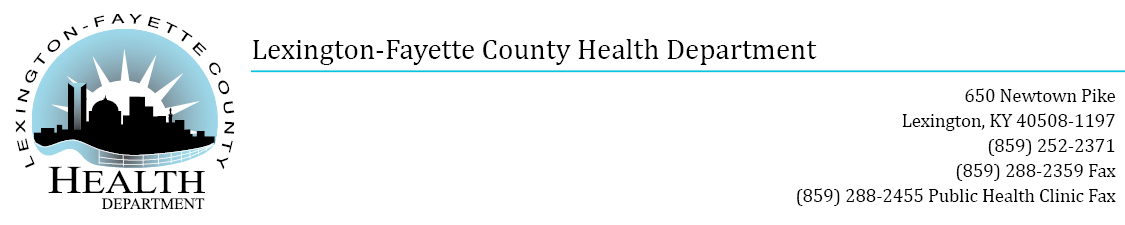 LEXINGTON-FAYETTE COUNTY
HEALTH
DEPARTMENT
Lexington-Fayette County Health Department
650 Newtown Pike
Lexington, KY 40508-1197
(859) 252-2371
(859) 288-2359 Fax
(859) 288-2455 Public Health Clinic Fax